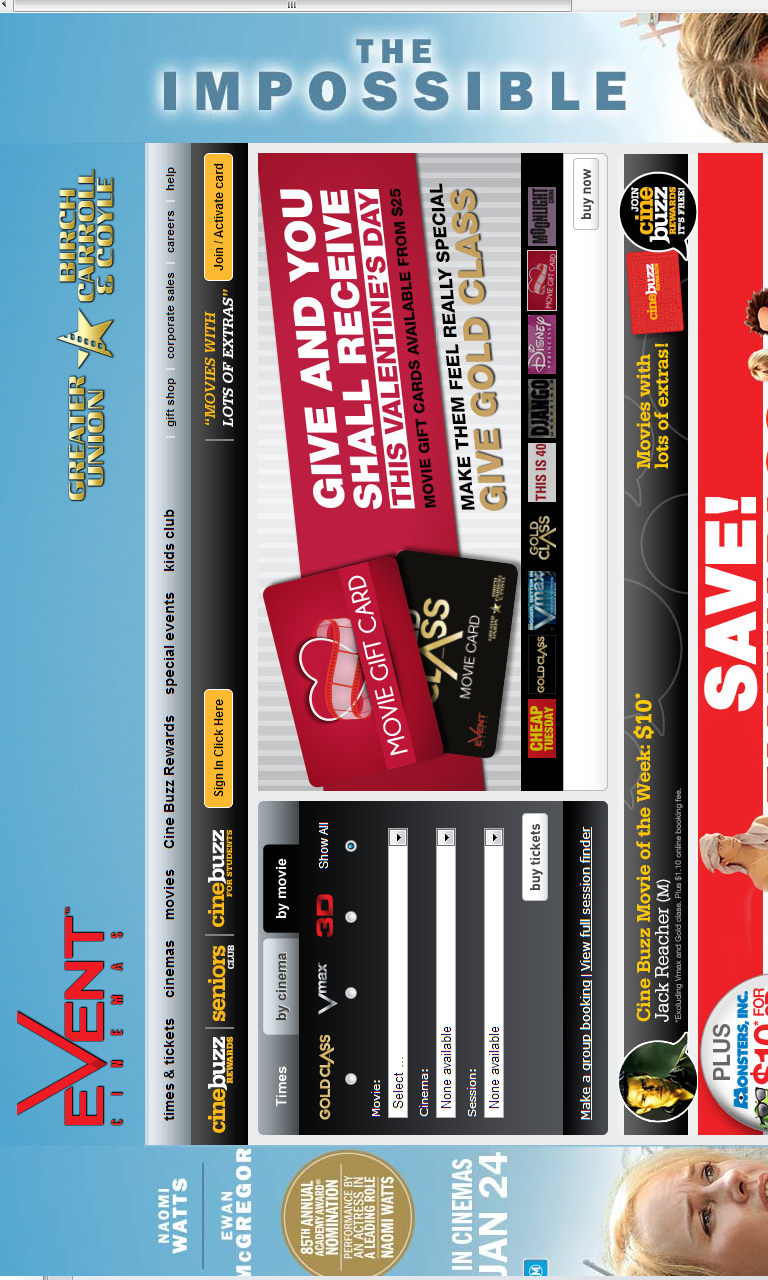 THE
IMPOSSIBLE
EVENT™
CINEMAS
GREATER
UNION
BIRCH
CARROLL
& COYLE
gift shop | corporate sales | careers | help
times & tickets cinemas movies Cine Buzz Rewards special events kids club
cinebuzz
REWARDS
seniors
CLUB
cinebuzz
FOR STUDENTS
Sign In Click Here
“MOVIES WITH
LOTS OF EXTRAS”
Join / Activate card
NAOMI
WATTS
EWAN
McGREGOR
85TH ANNUAL
ACADEMY AWARD®
NOMINATION
PERFORMANCE BY
AN ACTRESS IN
A LEADING ROLE
NAOMI WATTS
IN CINEMAS
JAN 24
M
Times
by cinema
by movie
GOLD CLASS
Vmax
3D
Show All
Movie:
Select ...
Cinema:
None available
Session:
None available
buy tickets
Make a group booking | View full session finder
MOVIE GIFT CARD
CLASS
MOVIE CARD
EVENT
GREATER
UNION
BIRCH
CARROLL
& COYLE
GIVE AND YOU
SHALL RECEIVE
THIS VALENTINE'S DAY
MOVIE GIFT CARDS AVAILABLE FROM $25
MAKE THEM FEEL REALLY SPECIAL
GIVE GOLD CLASS
CHEAP
TUESDAY
GOLD CLASS
Vmax
GOLD
CLASS
THIS IS 40
DJANGO
DISNEY
PRINCESS
MOVIE GIFT CARD
MOONLIGHT
CINEMA
buy now
Cine Buzz Movie of the Week: $10*
Jack Reacher (M)
*Excluding Vmax and Gold class. Plus $1.10 online booking fee.
Movies with
lots of extras!
cinebuzz
REWARDS
JOIN
cine
buzz
REWARDS
IT'S FREE!
SAVE!
PLUS
MONSTERS, INC.
$10 FOR